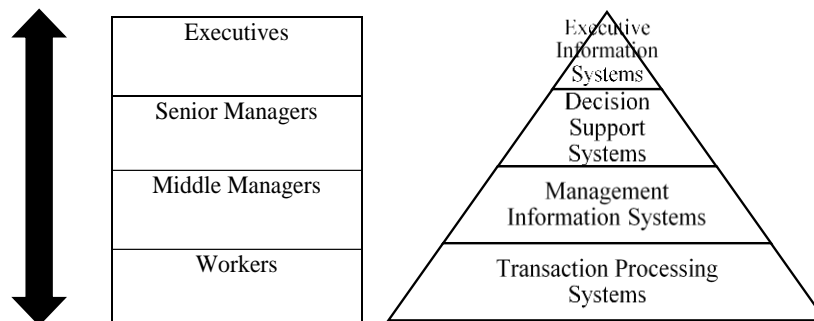 Executives
Senior Managers
Middle Managers
Workers
Executive
Information
Systems
Decision
Support
Systems
Management
Information Systems
Transaction Processing
Systems